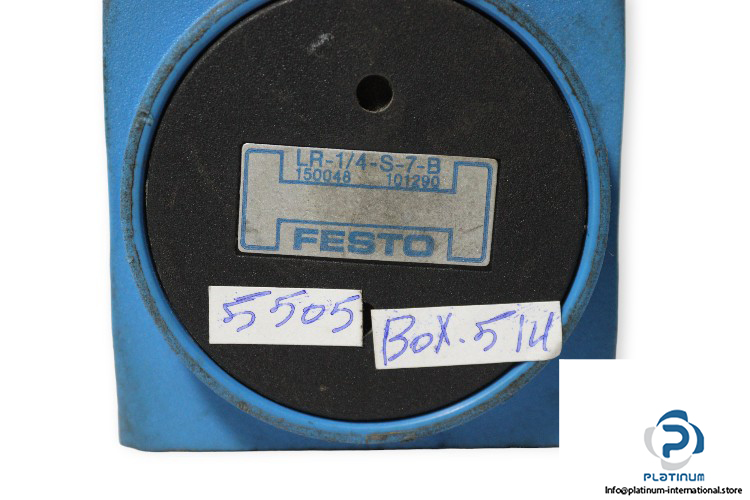 LR-1/4-S-7-B
150048 101290
FESTO
5505
BOX.514
PLATINUM
Info@platinum-international.store